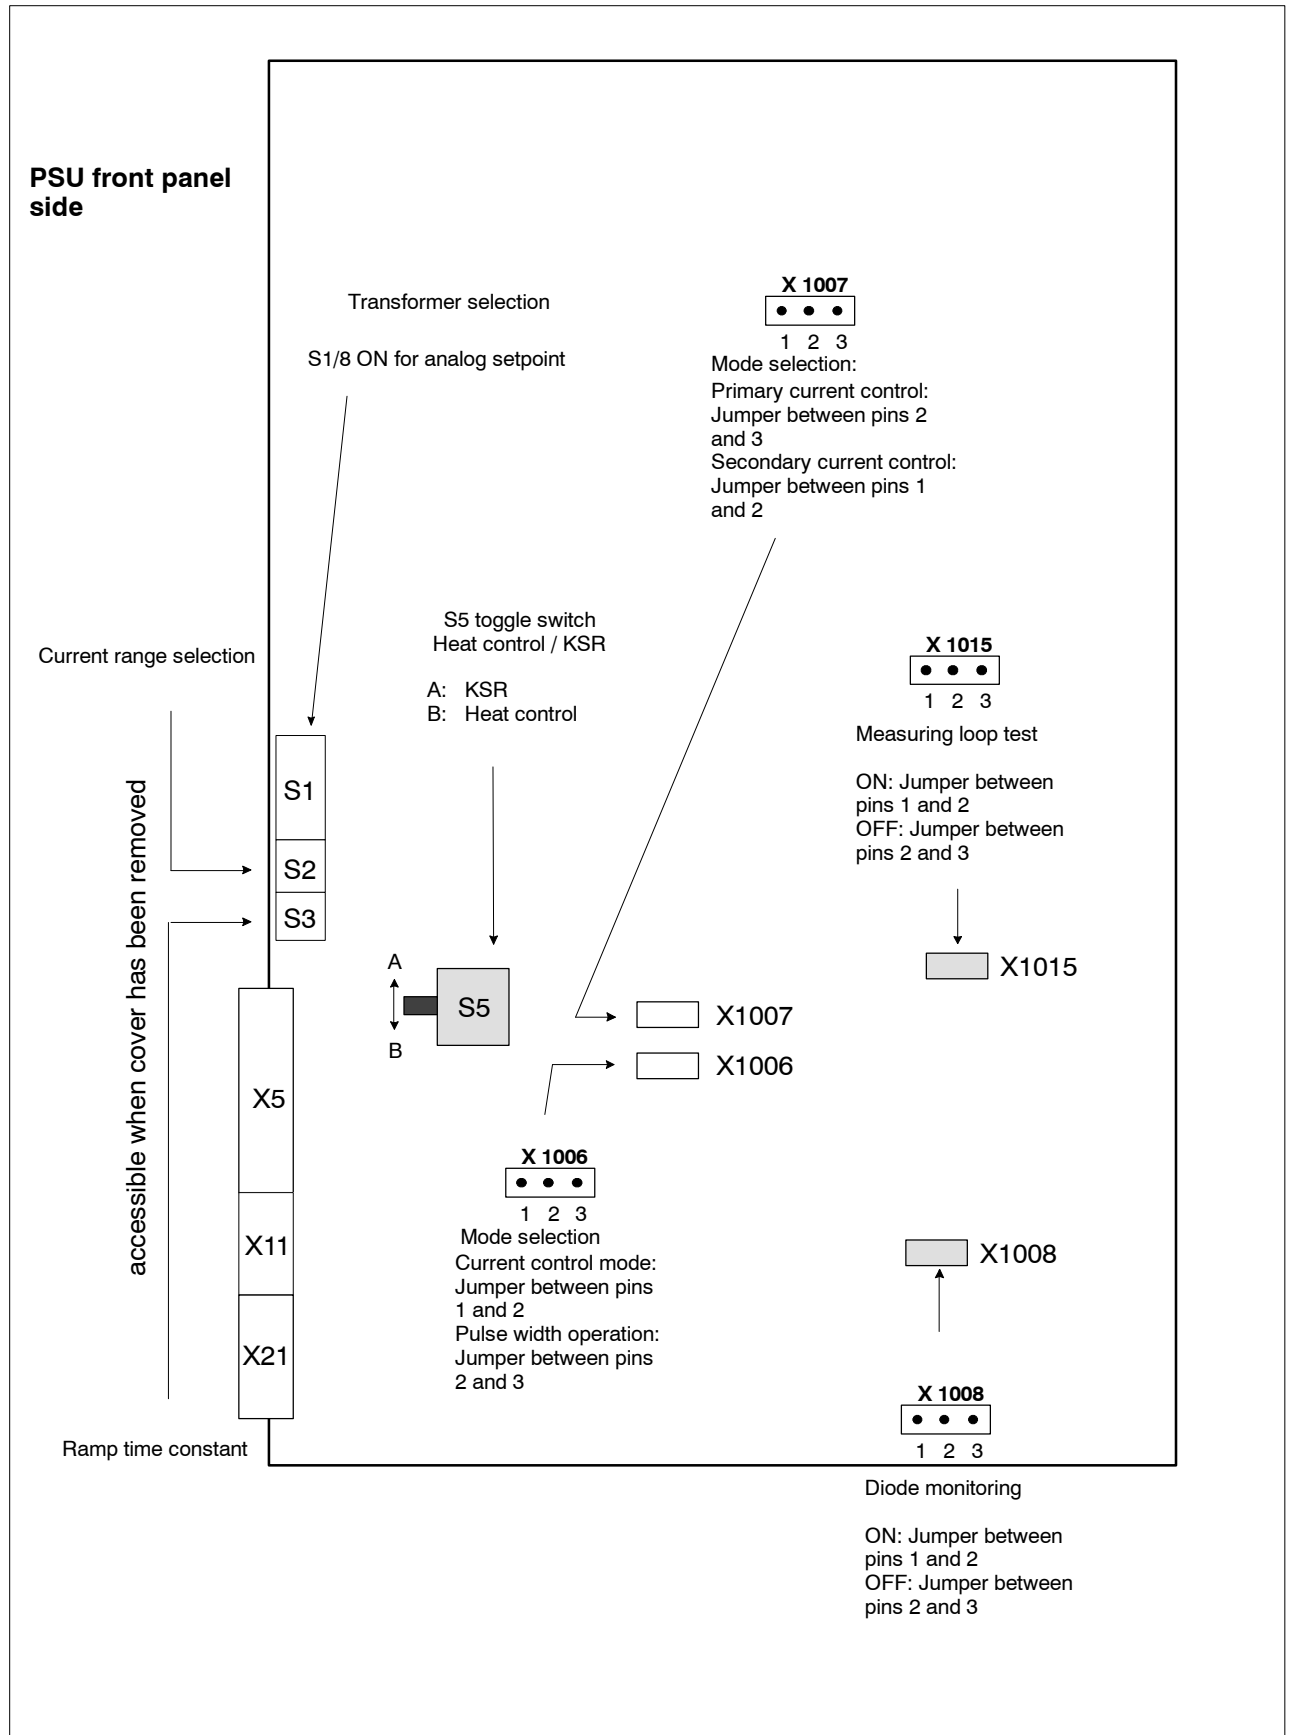 PSU front panel
side
Transformer selection
S1/8 ON for analog setpoint
X 1007
1 2 3
Mode selection:
Primary current control:
Jumper between pins 2
and 3
Secondary current control:
Jumper between pins 1
and 2
S5 toggle switch
Heat control / KSR
A: KSR
B: Heat control
Current range selection
X 1015
1 2 3
Measuring loop test
ON: Jumper between
pins 1 and 2
OFF: Jumper between
pins 2 and 3
accessible when cover has been removed
S1
S2
S3
A
B
S5
X1015
X1007
X1006
X5
X11
X21
X 1006
1 2 3
Mode selection
Current control mode:
Jumper between pins
1 and 2
Pulse width operation:
Jumper between pins
2 and 3
X1008
X 1008
1 2 3
Ramp time constant
Diode monitoring
ON: Jumper between
pins 1 and 2
OFF: Jumper between
pins 2 and 3